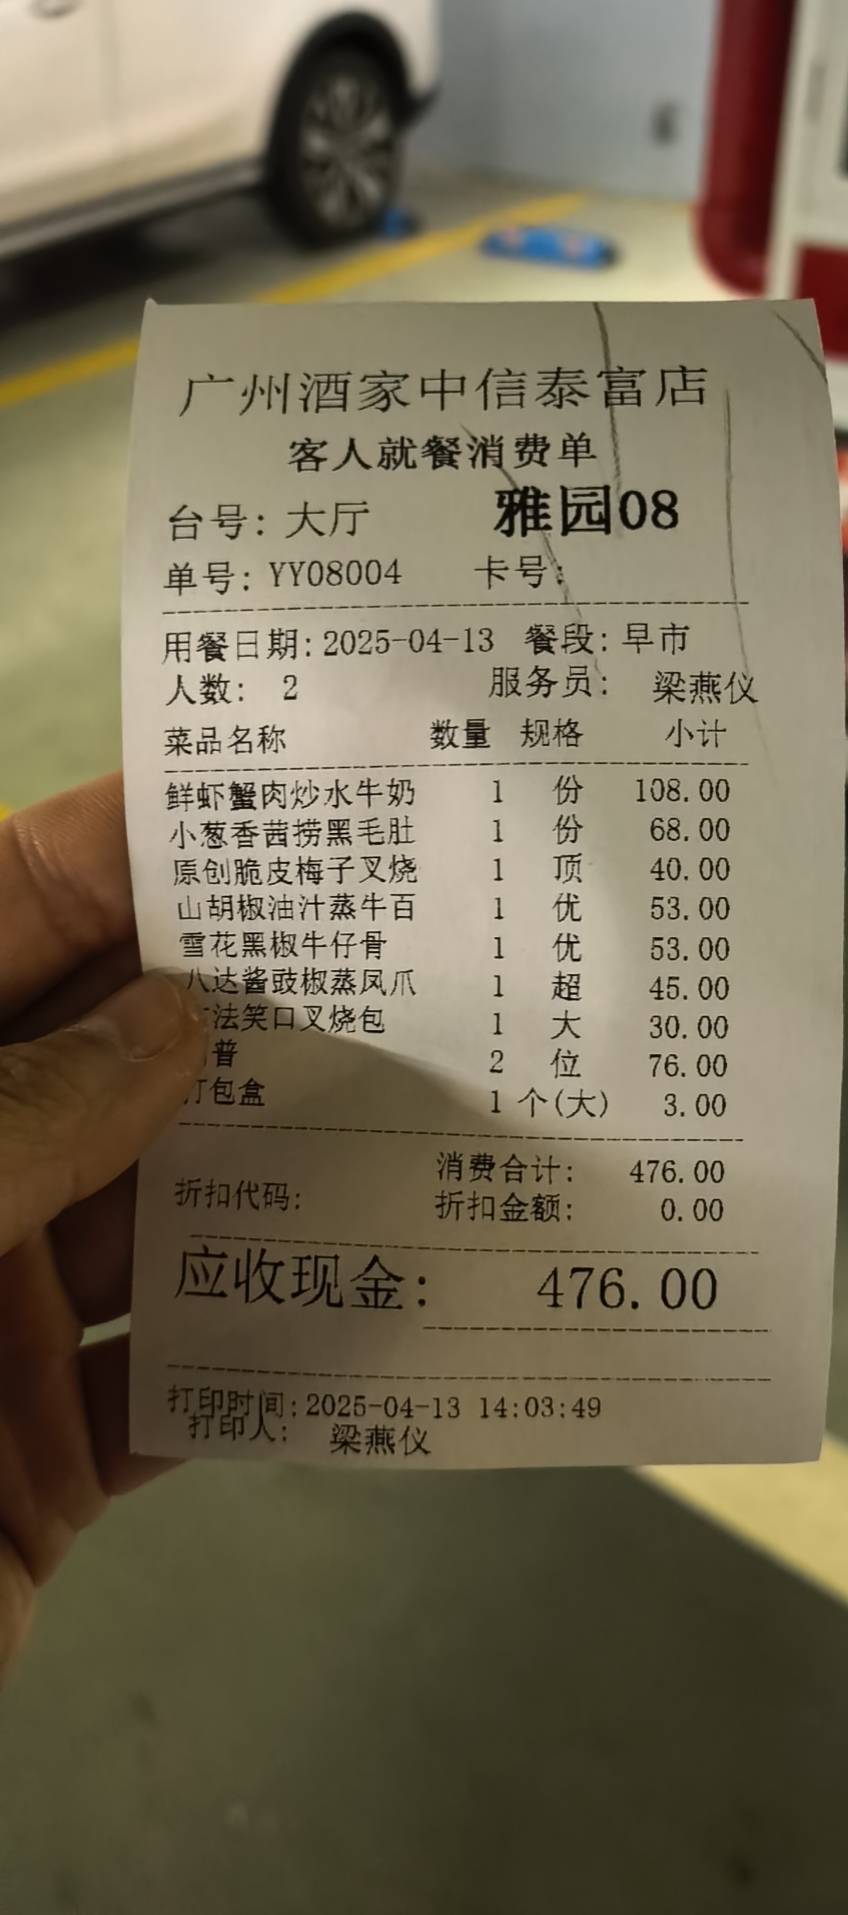 广州酒家中信泰富店
客人就餐消费单
台号: 大厅 雅园08
单号: YY08004 卡号:
用餐日期: 2025-04-13 餐段: 早市
人数: 2 服务员: 梁燕仪
菜品名称 数量 规格 小计
鲜虾蟹肉炒水牛奶 1 份 108.00
小葱香茜捞黑毛肚 1 份 68.00
原创脆皮梅子叉烧 1 顶 40.00
山胡椒油汁蒸牛百 1 优 53.00
雪花黑椒牛仔骨 1 优 53.00
八达酱豉椒蒸凤爪 1 超 45.00
法笑口叉烧包 1 大 30.00
普 2 位 76.00
打包盒 1 个(大) 3.00
消费合计: 476.00
折扣代码: 折扣金额: 0.00
应收现金: 476.00
打印时间: 2025-04-13 14:03:49
打印人: 梁燕仪